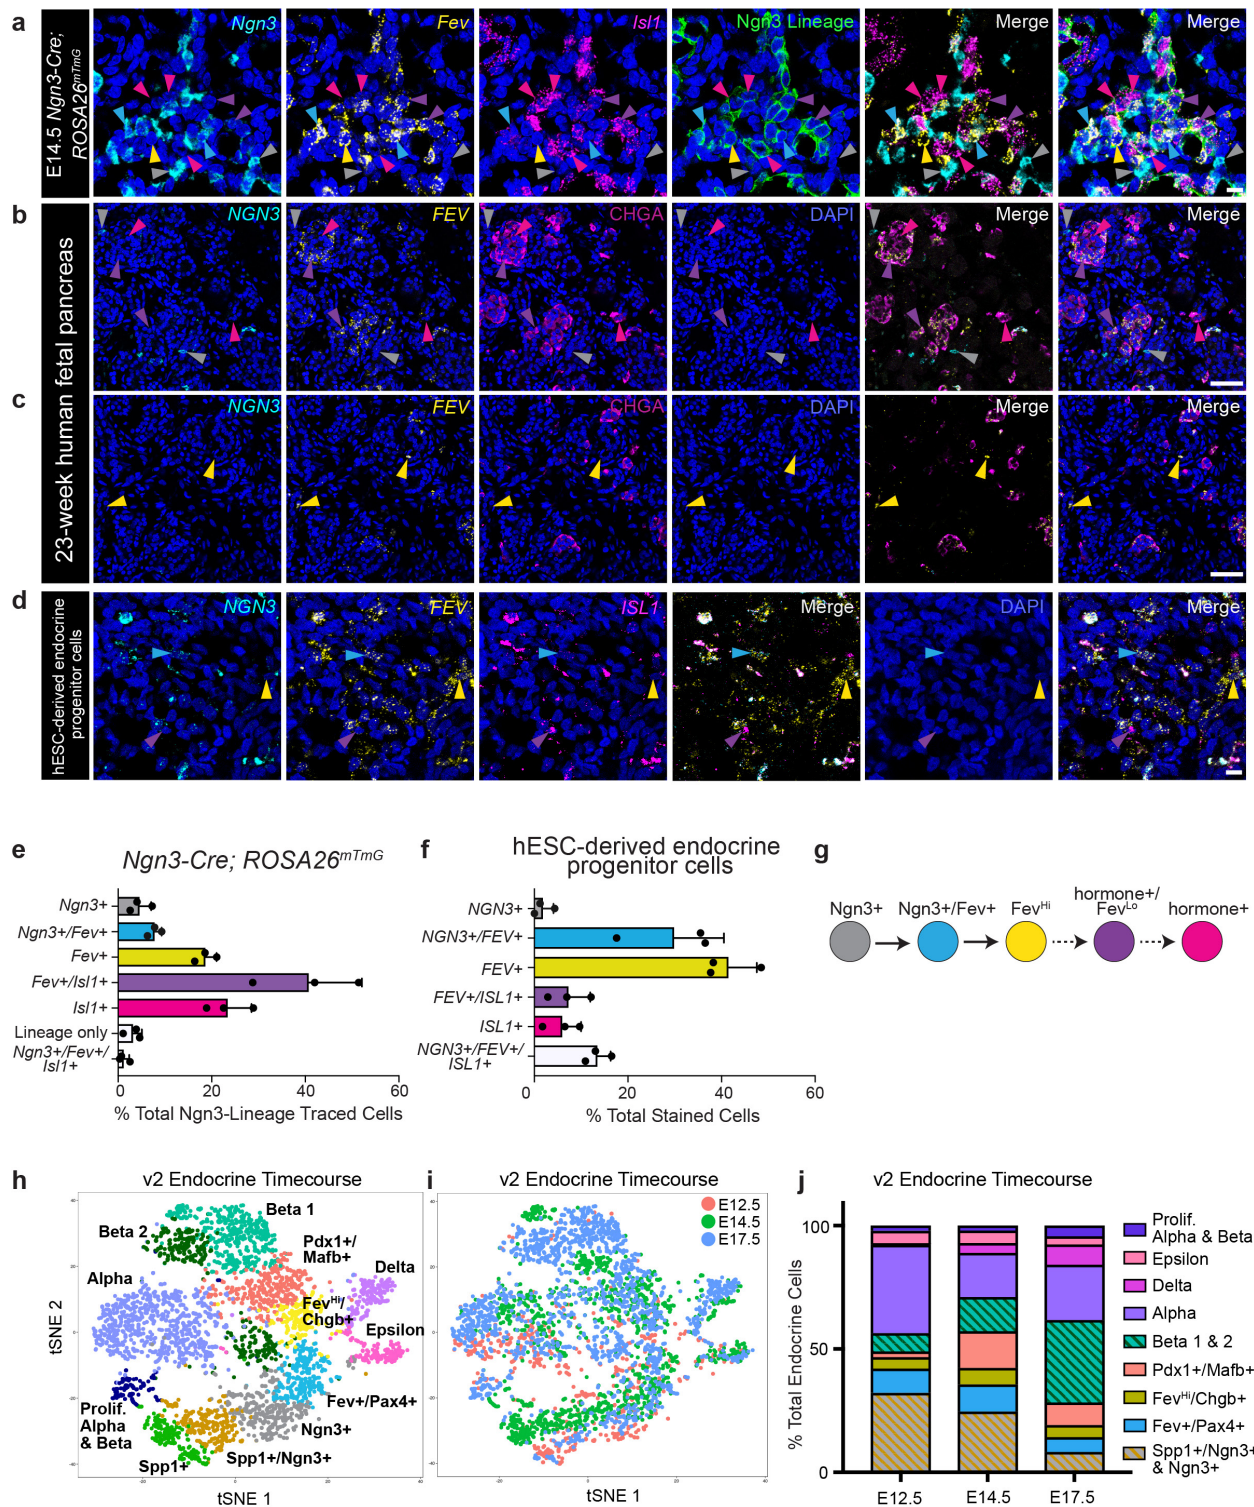 a
E14.5 Ngn3-Cre;
ROSA26mTmG
Ngn3
Fev
Isl1
Ngn3 Lineage
Merge
Merge
b
23-week human fetal pancreas
NGN3
FEV
CHGA
DAPI
Merge
Merge
c
NGN3
FEV
CHGA
DAPI
Merge
Merge
d
hESC-derived endocrine
progenitor cells
NGN3
FEV
ISL1
Merge
DAPI
Merge
e
Ngn3-Cre; ROSA26mTmG
Ngn3+
Ngn3+/Fev+
Fev+
Fev+/Isl1+
Isl1+
Lineage only
Ngn3+/Fev+/
Isl1+
0 20 40 60
% Total Ngn3-Lineage Traced Cells
f
hESC-derived endocrine
progenitor cells
NGN3+
NGN3+/FEV+
FEV+
FEV+/ISL1+
ISL1+
NGN3+/FEV+/
ISL1+
0 20 40 60
% Total Stained Cells
g
Ngn3+
Ngn3+/Fev+
FevHi
hormone+/
FevLo
hormone+
h
v2 Endocrine Timecourse
Beta 1
Beta 2
Pdx1+/
Mafb+
Alpha
Delta
FevHi/
Chgb+
Epsilon
Fev+/Pax4+
Prolif.
Alpha
& Beta
Ngn3+
Spp1+/Ngn3+
Spp1+
tSNE 2
tSNE 1
i
v2 Endocrine Timecourse
E12.5
E14.5
E17.5
tSNE 1
j
v2 Endocrine Timecourse
% Total Endocrine Cells
100
50
0
E12.5
E14.5
E17.5
Prolif.
Alpha & Beta
Epsilon
Delta
Alpha
Beta 1 & 2
Pdx1+/Mafb+
FevHi/Chgb+
Fev+/Pax4+
Spp1+/Ngn3+
& Ngn3+